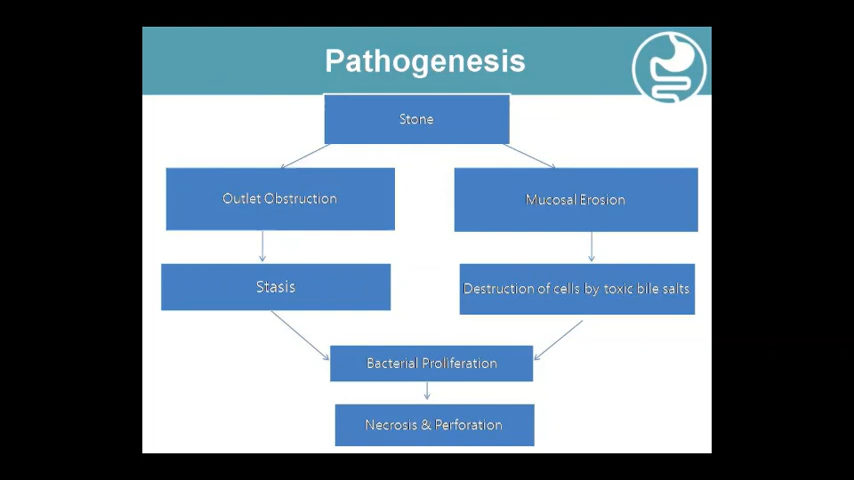 Pathogenesis
Stone
Outlet Obstruction
Mucosal Erosion
Stasis
Destruction of cells by toxic bile salts
Bacterial Proliferation
Necrosis & Perforation